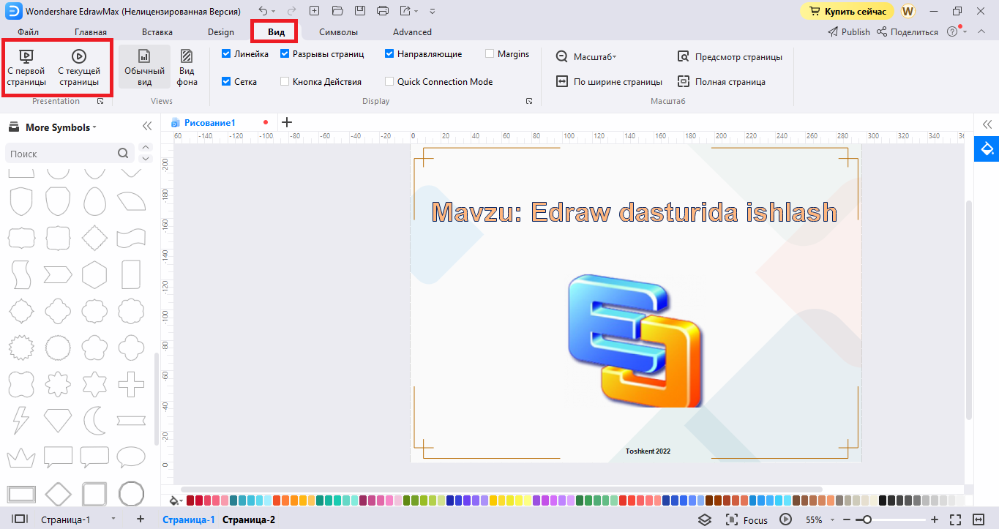 Wondershare EdrawMax (Нелицензированная Версия)
Купить сейчас
W
Файл Главная Вставка Design Вид Символы Advanced
Publish Поделиться
С первой страницы
С текущей страницы
Обычный вид
Вид фона
Линейка Разрывы страниц Направляющие Margins
Сетка Кнопка Действия Quick Connection Mode
Масштаб Предсмотр страницы
По ширине страницы Полная страница
Presentation Views Display Масштаб
More Symbols
Рисование1
Поиск
60 -140 -120 -100 -80 -60 -40 -20 0 20 40 60 80 100 120 140 160 180 200 220 240 260 280 300 320 340
-200
-180
-160
-140
-120
-100
-80
-60
-40
-20
0
Mavzu: Edraw dasturida ishlash
Toshkent 2022
Страница-1 Страница-1 Страница-2
Focus 55%